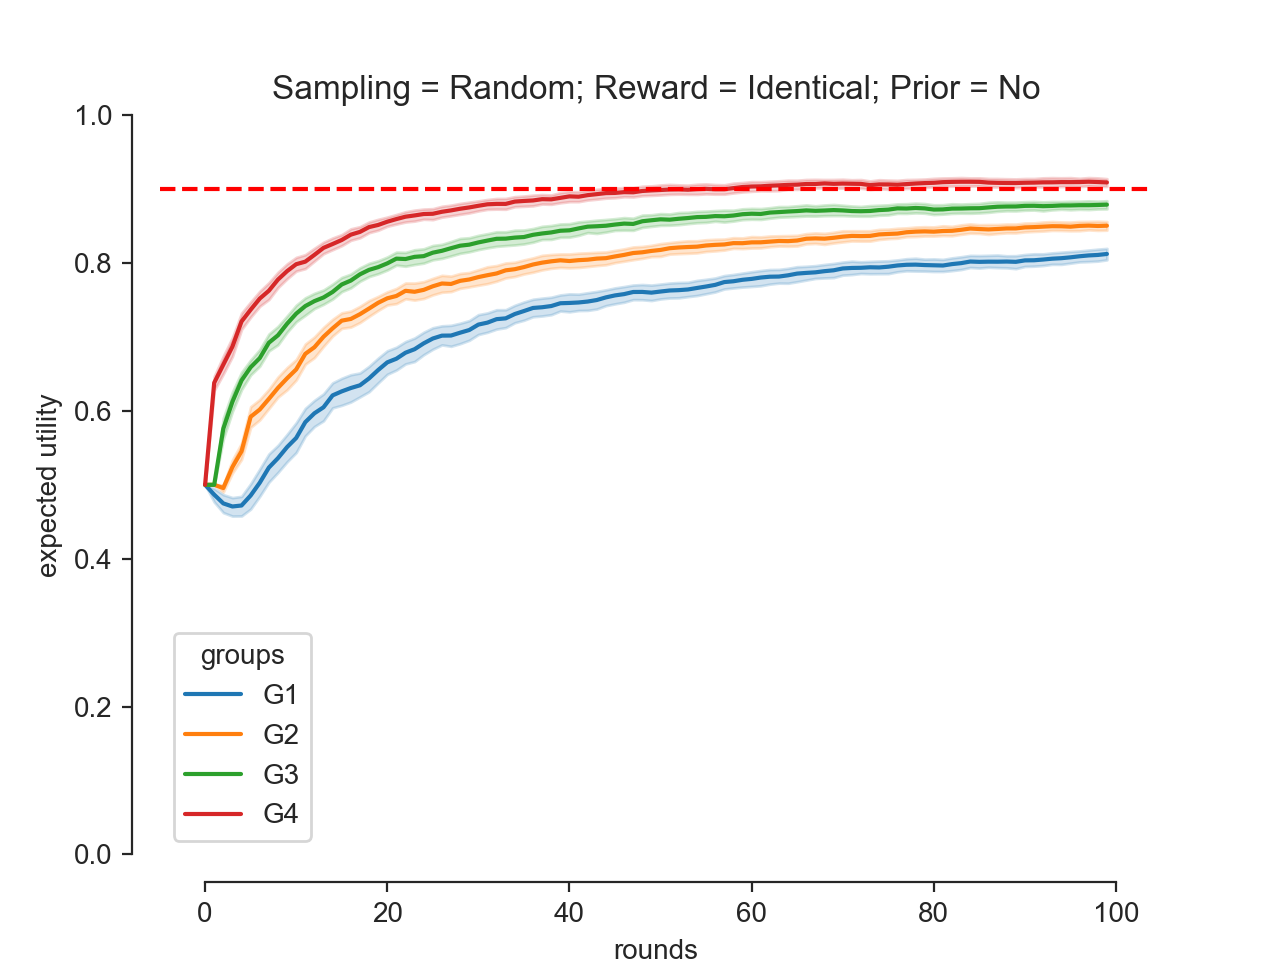 Sampling = Random; Reward = Identical; Prior = No
1.0
0.8
0.6
0.4
0.2
0.0
expected utility
groups
G1
G2
G3
G4
0 20 40 60 80 100
rounds